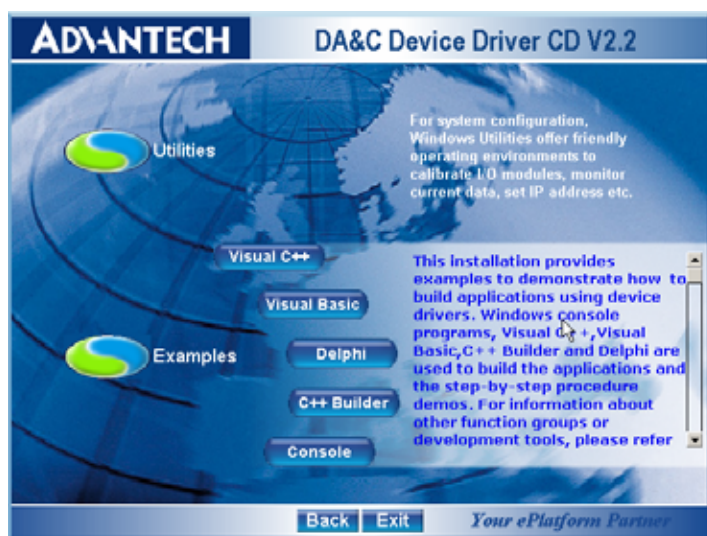 ADVANTECH
DA&C Device Driver CD V2.2
Utilities
For system configuration,
Windows Utilities offer friendly
operating environments to
calibrate I.O modules, monitor
current data, set IP address etc.
Examples
Visual C++
Visual Basic
Delphi
C++ Builder
Console
This installation provides
examples to demonstrate how to
build applications using device
drivers. Windows console
programs, Visual C++,Visual
Basic,C++ Builder and Delphi are
used to build the applications and
the step-by-step procedure
demos. For information about
other function groups or
development tools, please refer
Back Exit
Your ePlatform Partner